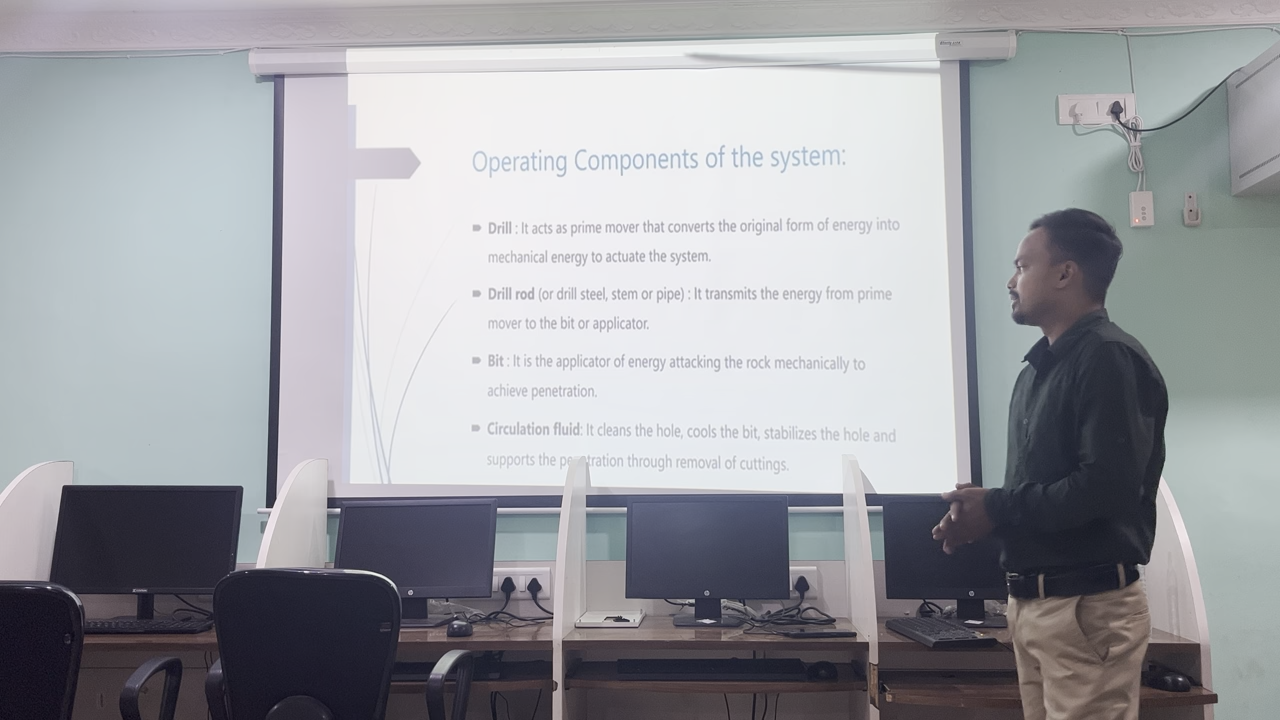 Operating Components of the system:
Drill : It acts as prime mover that converts the original form of energy into
mechanical energy to actuate the system.
Drill rod (or drill steel, stem or pipe) : It transmits the energy from prime
mover to the bit or applicator.
Bit : It is the applicator of energy attacking the rock mechanically to
achieve penetration.
Circulation fluid: It cleans the hole, cools the bit, stabilizes the hole and
supports the penetration through removal of cuttings.
hp
hp